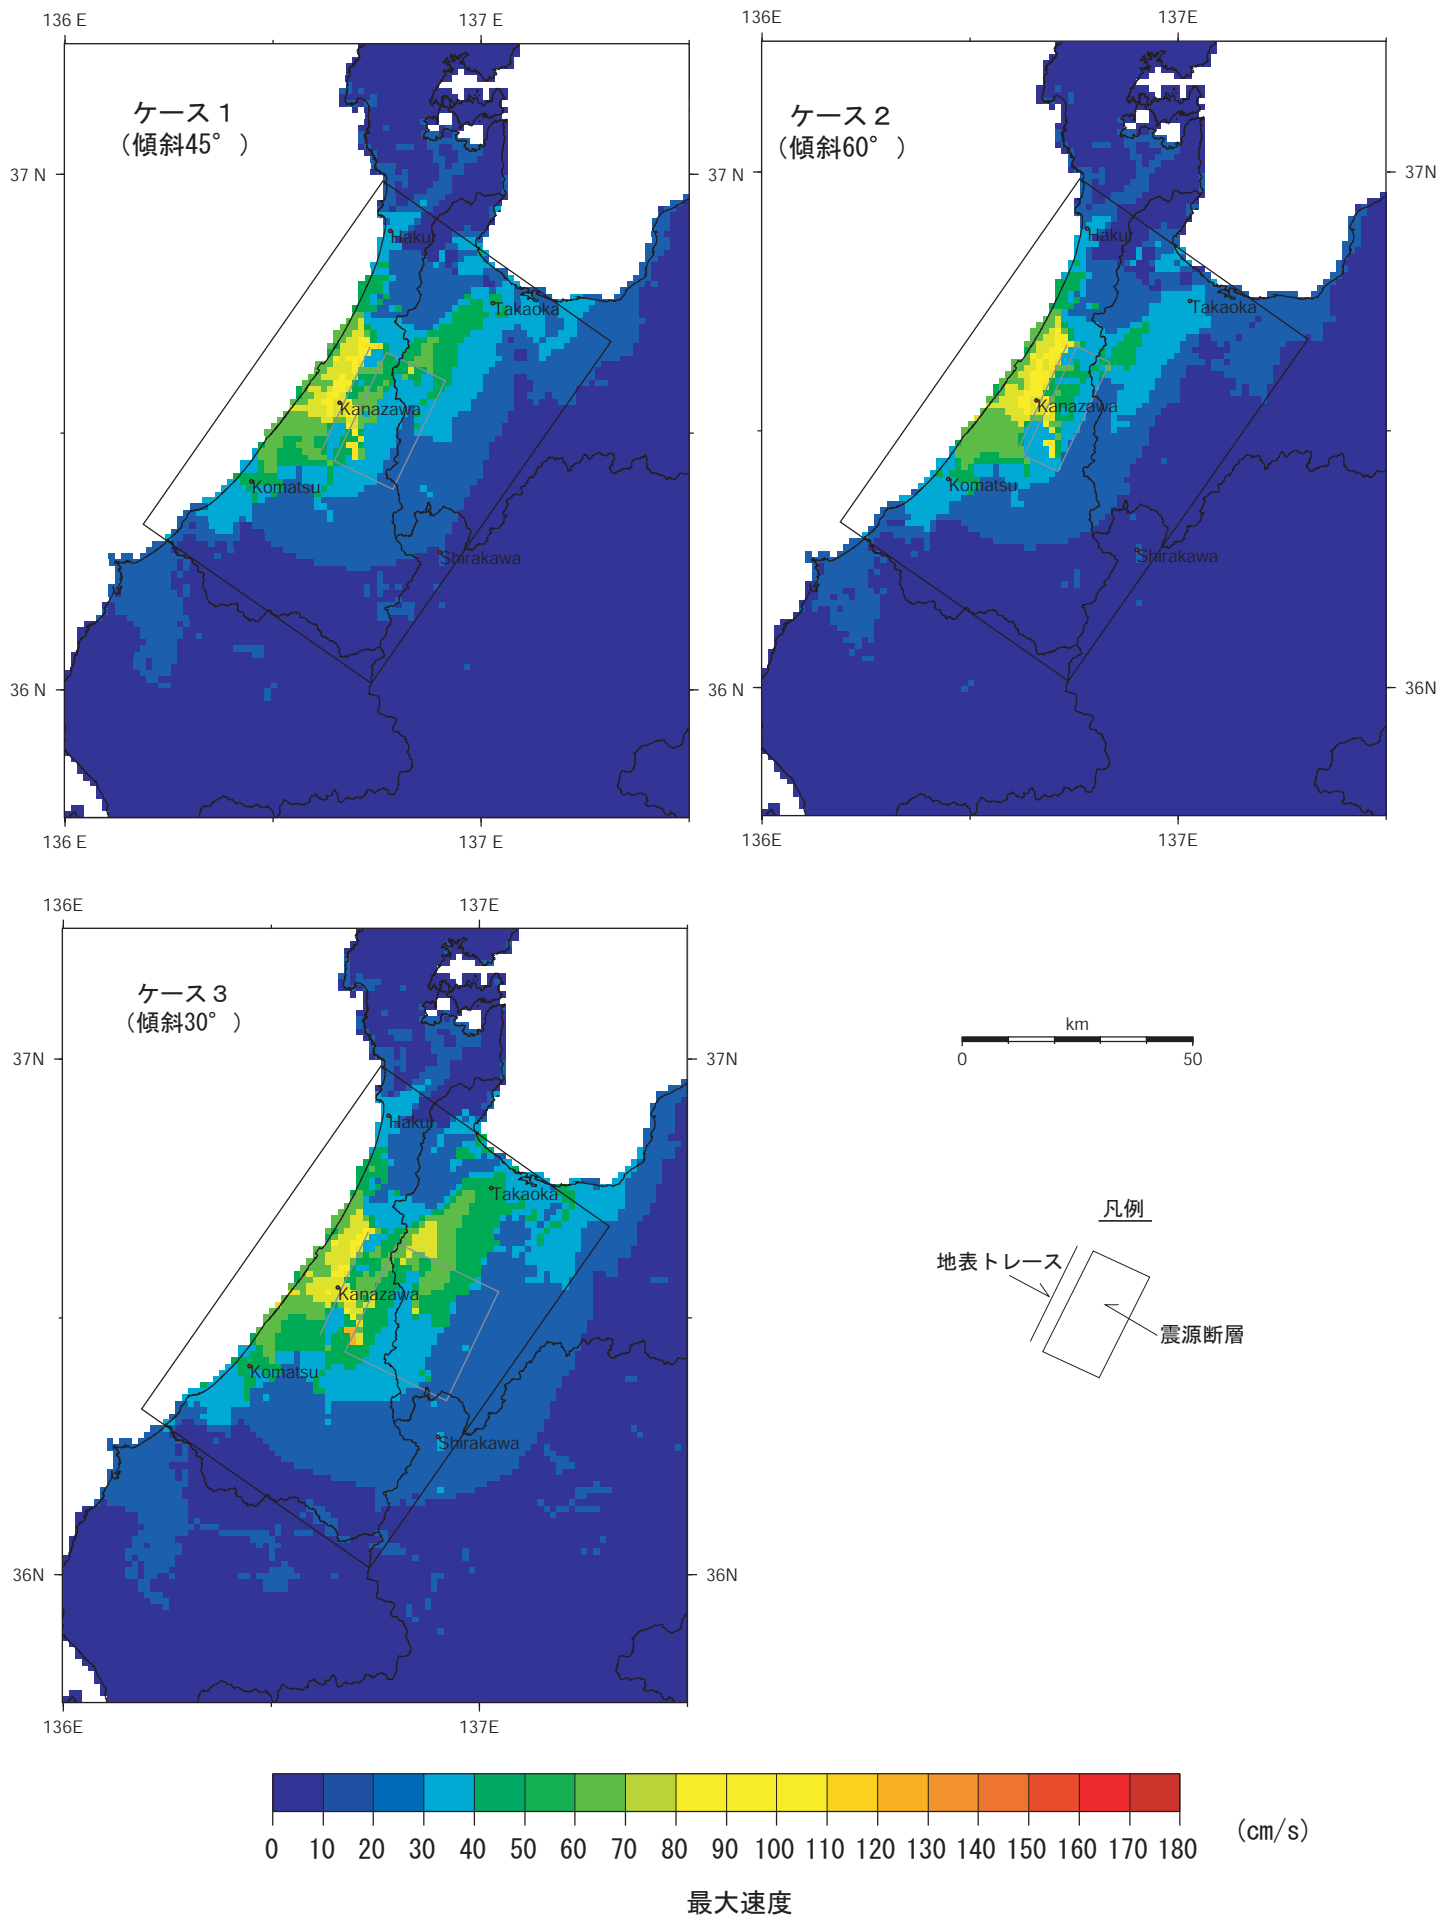 136 E
137 E
ケース１
（傾斜45°）
37 N
Hakui
Takaoka
Kanazawa
Komatsu
Shirakawa
36 N
136 E
137 E
136E
137E
ケース２
（傾斜60°）
37 N
37N
Hakui
Takaoka
Kanazawa
Komatsu
Shirakawa
36 N
36N
136E
137E
136E
137E
ケース３
（傾斜30°）
37N
37N
Hakui
Takaoka
Kanazawa
Komatsu
Shirakawa
36N
36N
136E
137E
km
0 50
凡例
地表トレース
震源断層
0 10 20 30 40 50 60 70 80 90 100 110 120 130 140 150 160 170 180
(cm/s)
最大速度